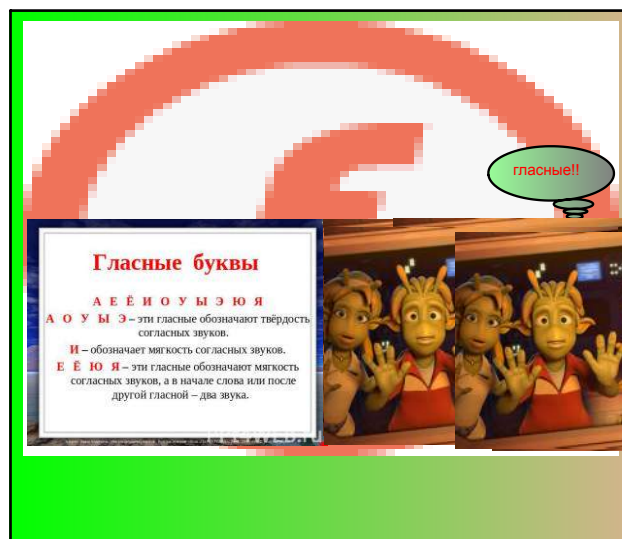 гласные!!
Гласные буквы
А Е Ё И О У Ы Э Ю Я
А О У Ы Э – эти гласные обозначают твёрдость
согласных звуков.
И – обозначает мягкость согласных звуков.
Е Ё Ю Я – эти гласные обозначают мягкость
согласных звуков, а в начале слова или после
другой гласной – два звука.